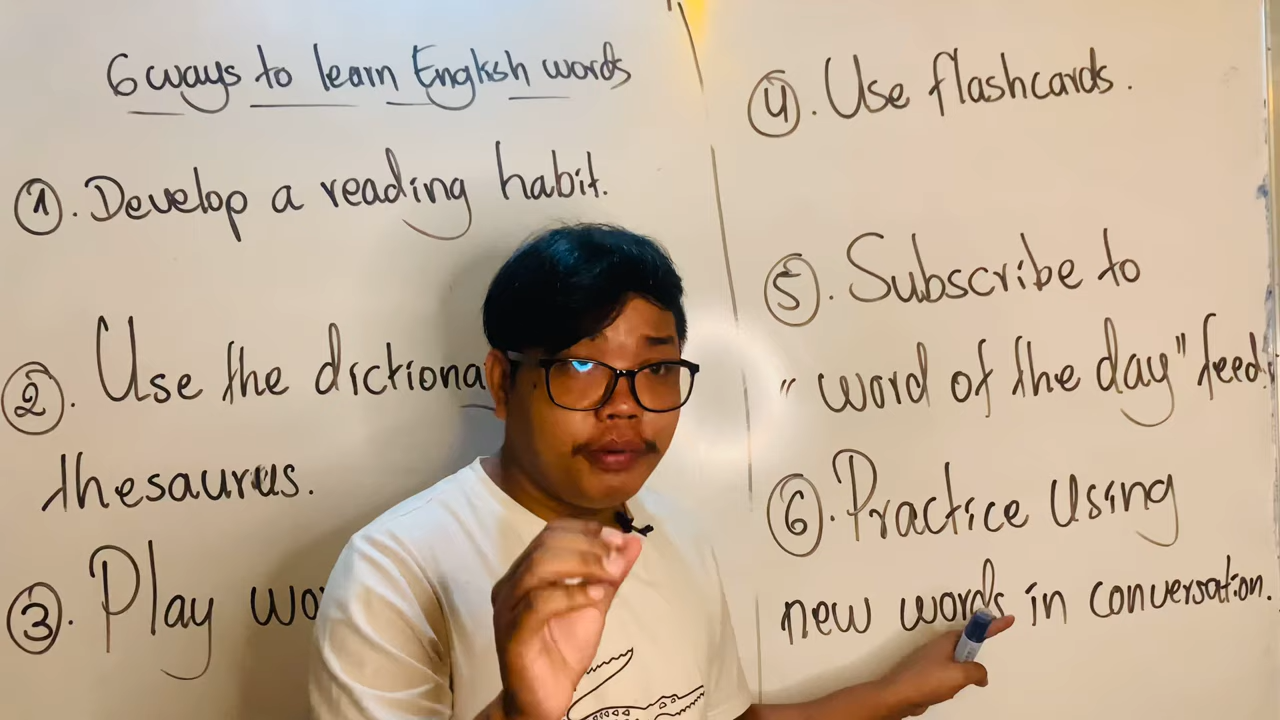 6 ways to learn English words
①. Develop a reading habit.
②. Use the dictiona
thesaurus.
③. Play wo
④. Use flashcards.
⑤. Subscribe to
"word of the day" feed.
⑥. Practice Using
new words in conversation.